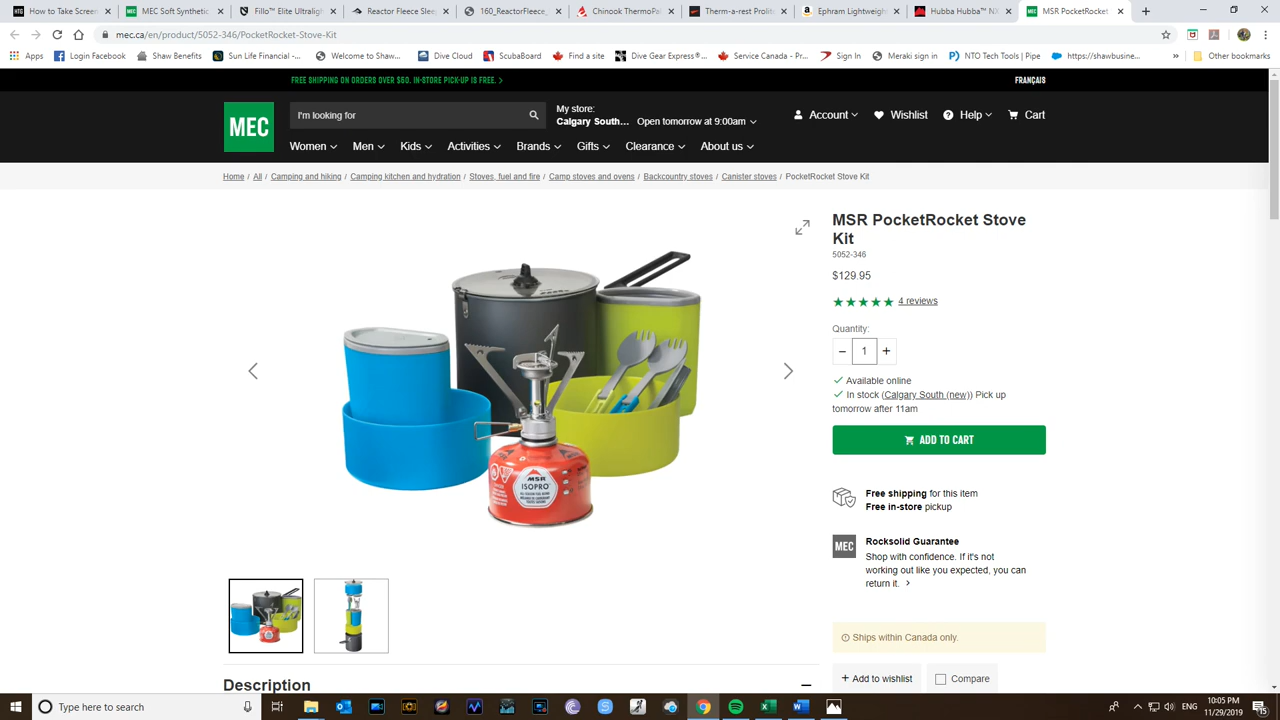 How to Take Screen
MEC Soft Synthetic
Fillo™ Elite Ultraligh
Reactor Fleece Slee
160_ReactorFleece_
Chinook ThermoPal
Therm-a-rest Prolite
Ephram Lightweight
Hubba Hubba™ NX
MSR PocketRocket
mec.ca/en/product/5052-346/PocketRocket-Stove-Kit
Apps
Login Facebook
Shaw Benefits
Sun Life Financial -...
Welcome to Shaw...
Dive Cloud
ScubaBoard
Find a site
Dive Gear Express®...
Service Canada - Pr...
Sign In
Meraki sign in
NTO Tech Tools | Pipe
https://shawbusine...
»
Other bookmarks
FREE SHIPPING ON ORDERS OVER $50. IN-STORE PICK-UP IS FREE. >
FRANÇAIS
MEC
I'm looking for
My store:
Calgary South... Open tomorrow at 9:00am
Account
Wishlist
Help
Cart
Women
Men
Kids
Activities
Brands
Gifts
Clearance
About us
Home / All / Camping and hiking / Camping kitchen and hydration / Stoves, fuel and fire / Camp stoves and ovens / Backcountry stoves / Canister stoves / PocketRocket Stove Kit
MSR PocketRocket Stove
Kit
5052-346
$129.95
4 reviews
Quantity:
− 1 +
Available online
In stock (Calgary South (new)) Pick up
tomorrow after 11am
ADD TO CART
Free shipping for this item
Free in-store pickup
MEC
Rocksolid Guarantee
Shop with confidence. If it's not
working out like you expected, you can
return it. >
Ships within Canada only.
+ Add to wishlist
Compare
MSR
ISOPRO
Description
Type here to search
ENG
10:05 PM
11/29/2019
15